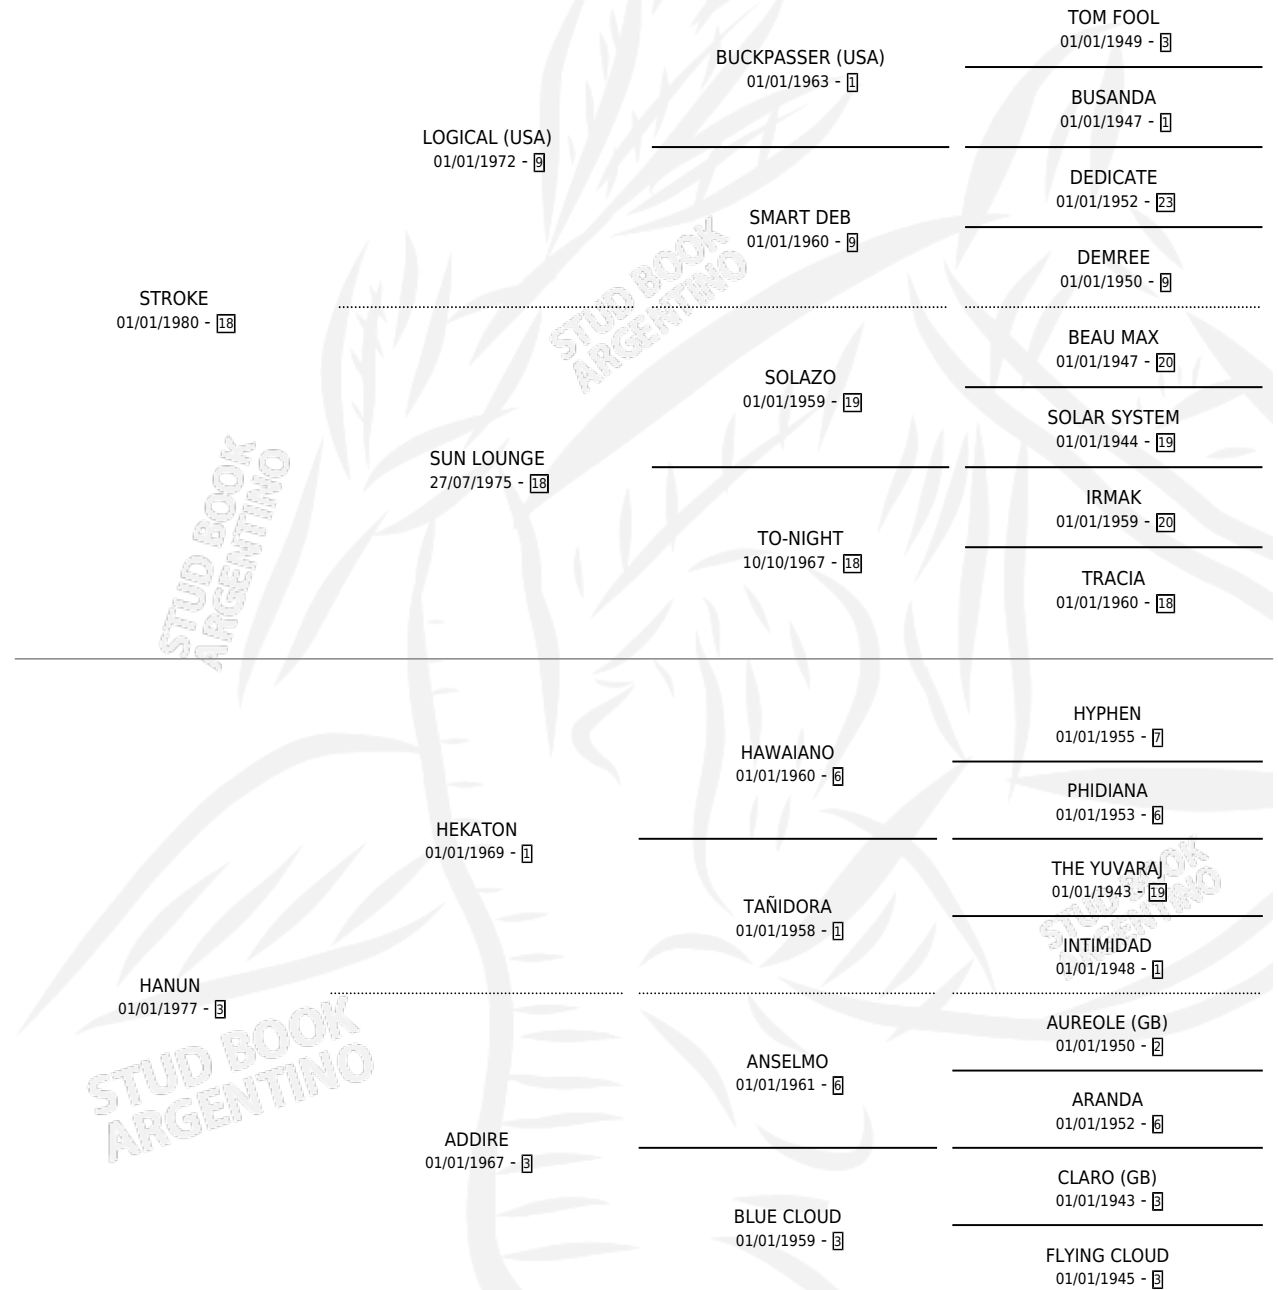 TOM FOOL
01/01/1949 - 3
BUCKPASSER (USA)
01/01/1963 - 1
BUSANDA
01/01/1947 - 1
LOGICAL (USA)
01/01/1972 - 9
DEDICATE
01/01/1952 - 23
SMART DEB
01/01/1960 - 9
DEMREE
01/01/1950 - 9
STROKE
01/01/1980 - 18
STUD BOOK
ARGENTINO
BEAU MAX
01/01/1947 - 20
SOLAZO
01/01/1959 - 19
SOLAR SYSTEM
01/01/1944 - 19
SUN LOUNGE
27/07/1975 - 18
IRMAK
01/01/1959 - 20
TO-NIGHT
10/10/1967 - 18
TRACIA
01/01/1960 - 18
STUD BOOK
ARGENTINO
HYPHEN
01/01/1955 - 7
HAWAIANO
01/01/1960 - 6
PHIDIANA
01/01/1953 - 6
HEKATON
01/01/1969 - 1
THE YUVARAJ
01/01/1943 - 19
TAÑIDORA
01/01/1958 - 1
INTIMIDAD
01/01/1948 - 1
STUD BOOK
ARGENTINO
HANUN
01/01/1977 - 3
AUREOLE (GB)
01/01/1950 - 2
ANSELMO
01/01/1961 - 6
ARANDA
01/01/1952 - 6
STUD BOOK
ARGENTINO
ADDIRE
01/01/1967 - 3
CLARO (GB)
01/01/1943 - 3
BLUE CLOUD
01/01/1959 - 3
FLYING CLOUD
01/01/1945 - 3